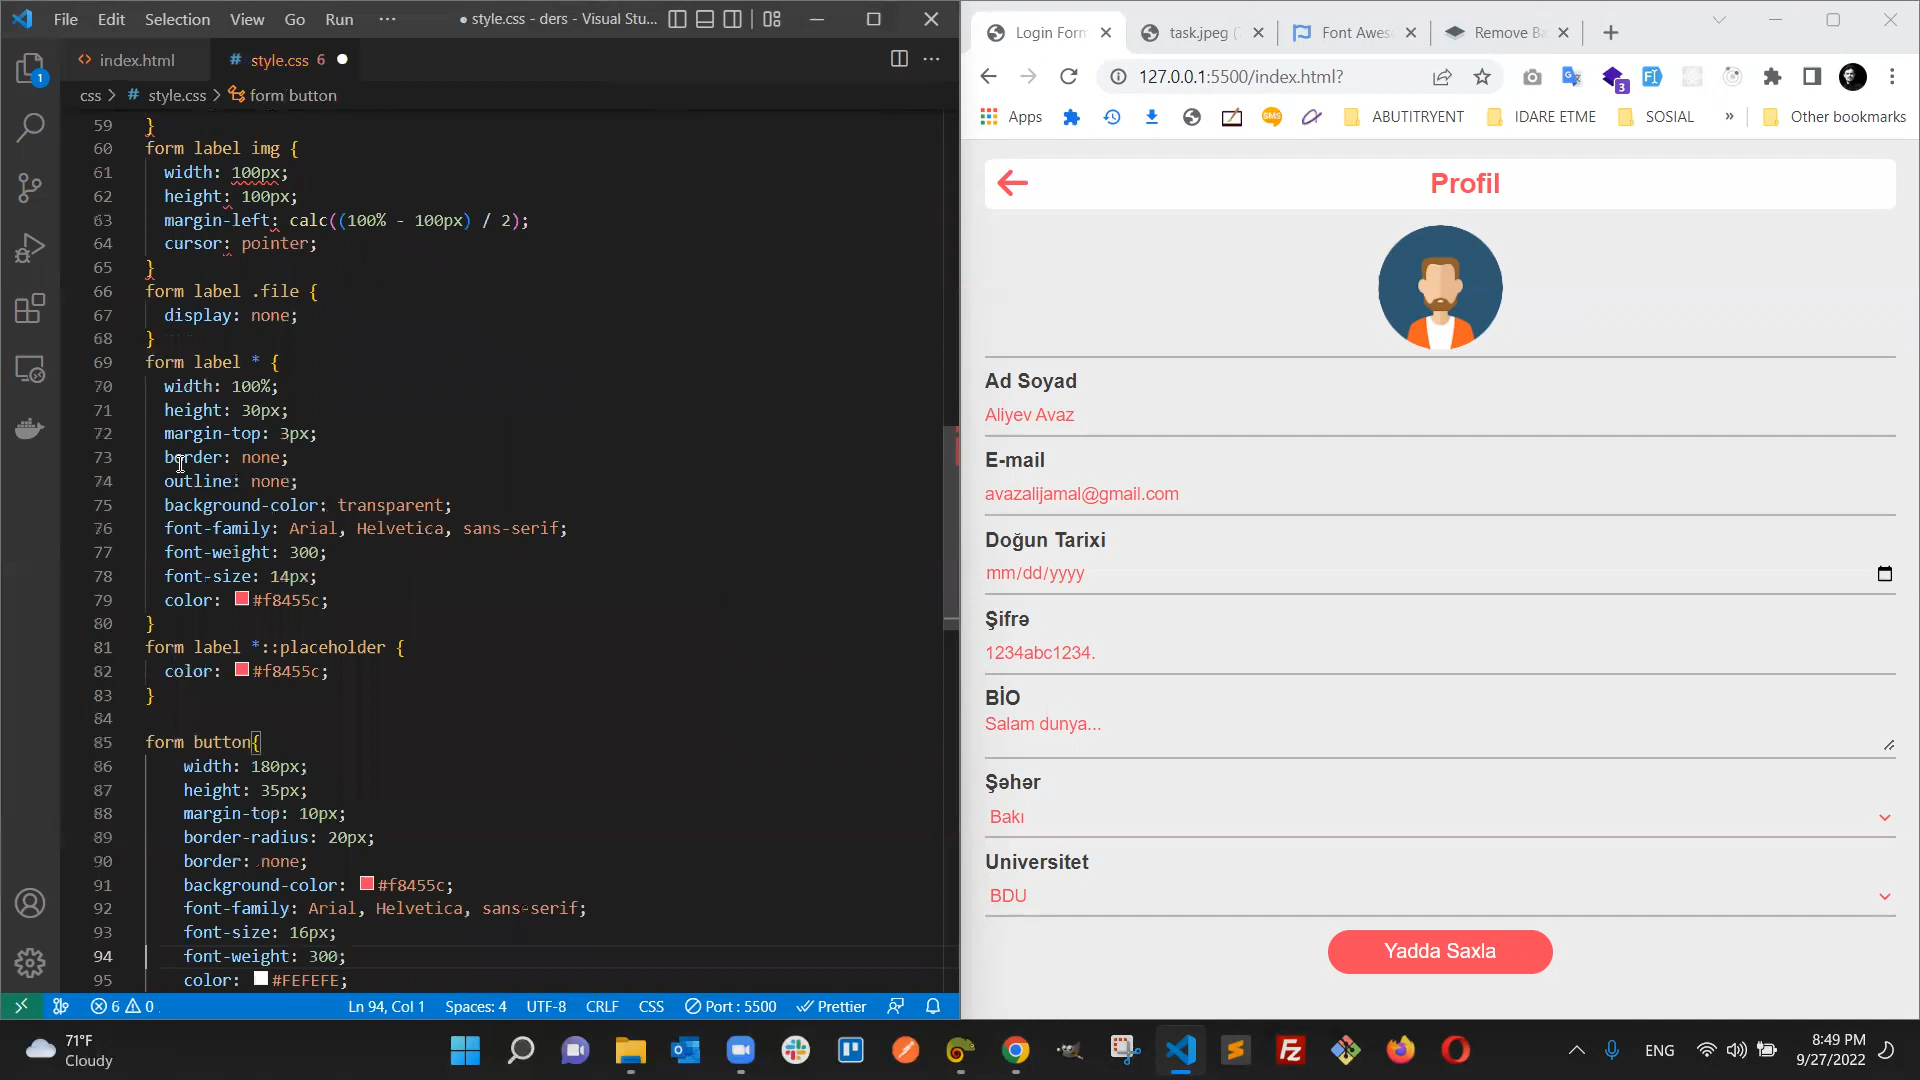 File Edit Selection View Go Run ··· ● style.css - ders - Visual Stu...
index.html # style.css 6
css > # style.css > form button
59 }
60 form label img {
61 width: 100px;
62 height: 100px;
63 margin-left: calc((100% - 100px) / 2);
64 cursor: pointer;
65 }
66 form label .file {
67 display: none;
68 }
69 form label * {
70 width: 100%;
71 height: 30px;
72 margin-top: 3px;
73 border: none;
74 outline: none;
75 background-color: transparent;
76 font-family: Arial, Helvetica, sans-serif;
77 font-weight: 300;
78 font-size: 14px;
79 color: #f8455c;
80 }
81 form label *::placeholder {
82 color: #f8455c;
83 }
84
85 form button{
86 width: 180px;
87 height: 35px;
88 margin-top: 10px;
89 border-radius: 20px;
90 border: none;
91 background-color: #f8455c;
92 font-family: Arial, Helvetica, sans-serif;
93 font-size: 16px;
94 font-weight: 300;
95 color: #FEFEFE;
1
6 0 Ln 94, Col 1 Spaces: 4 UTF-8 CRLF CSS Port : 5500 Prettier
Login Form task.jpeg ( Font Awes Remove Ba
127.0.0.1:5500/index.html?
3
Apps SMS ABUTITRYENT IDARE ETME SOSIAL » Other bookmarks
Profil
Ad Soyad
Aliyev Avaz
E-mail
avazalijamal@gmail.com
Doğun Tarixi
mm/dd/yyyy
Şifrə
1234abc1234.
BİO
Salam dunya...
Şəhər
Bakı
Universitet
BDU
Yadda Saxla
71°F
Cloudy
Fz
ENG
8:49 PM
9/27/2022